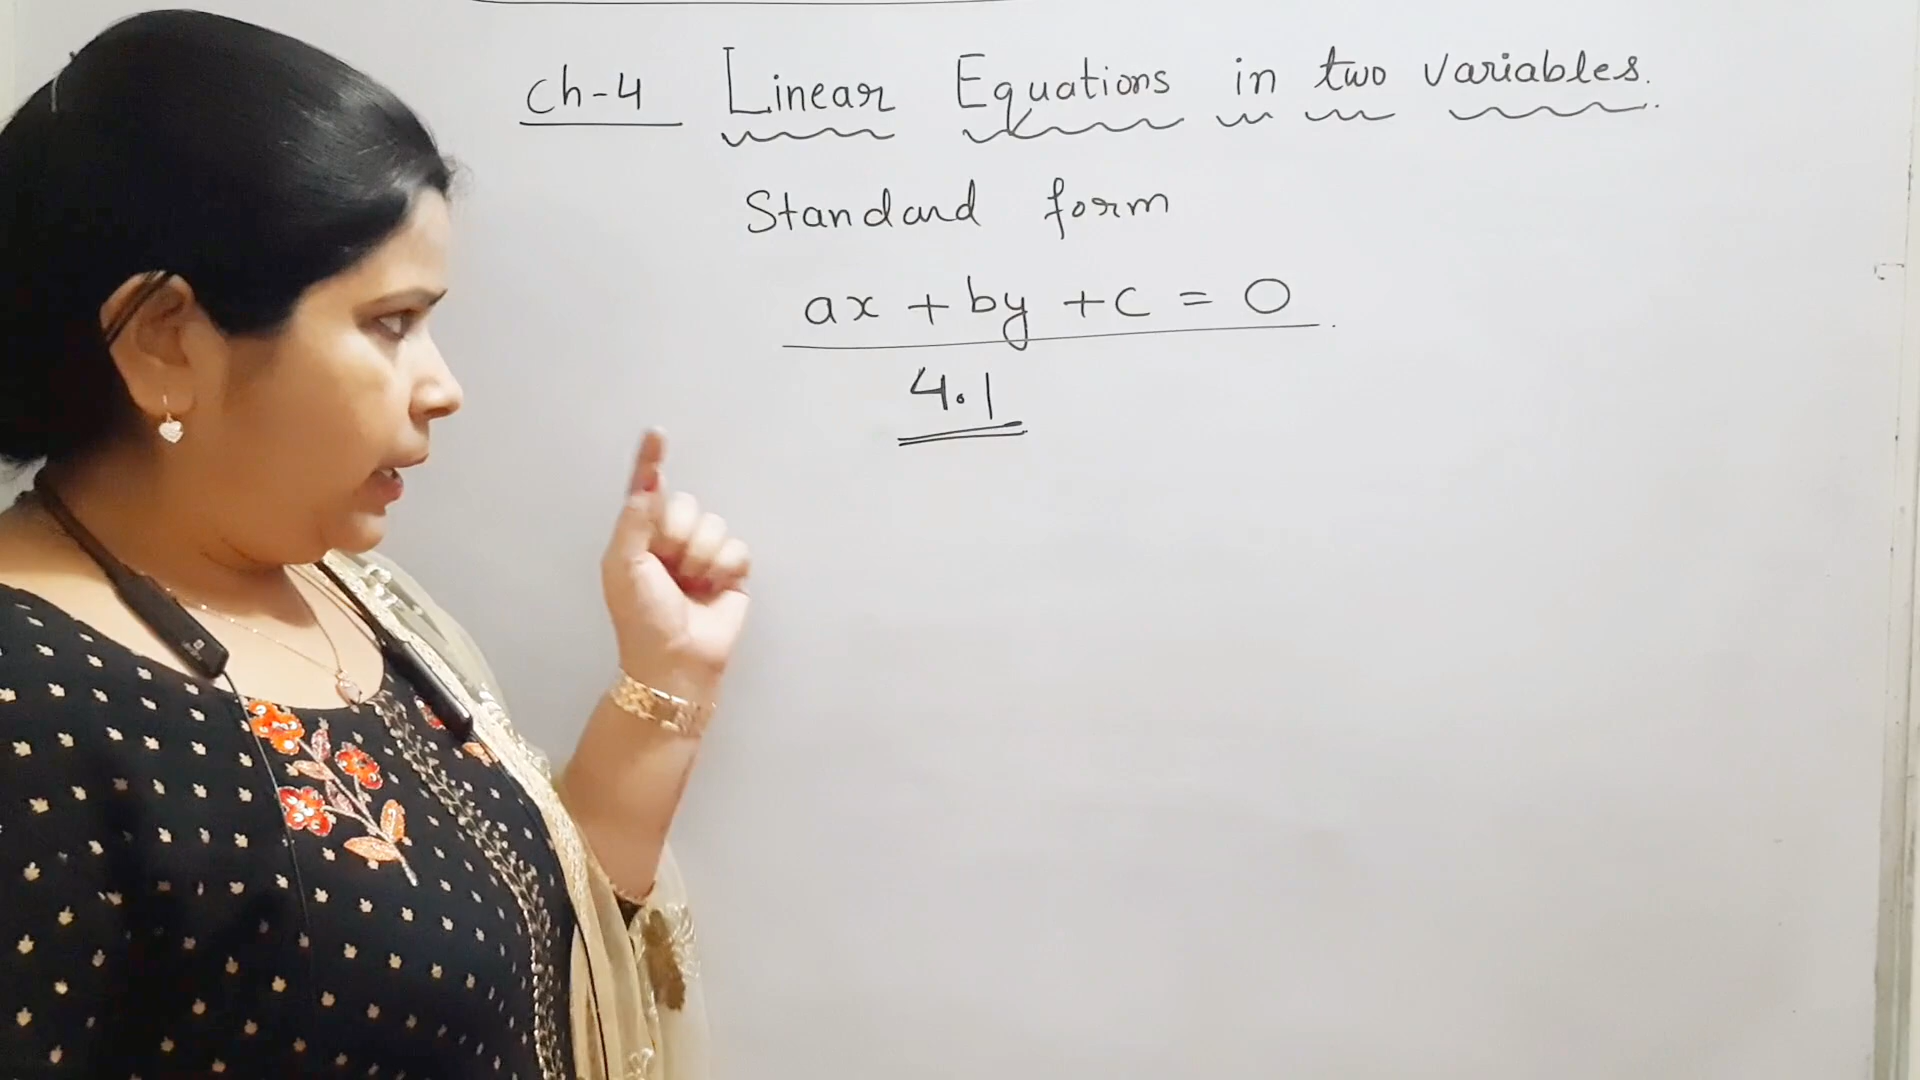 Ch-4 Linear Equations in two variables.
Standard form
ax + by + c = 0
4.1